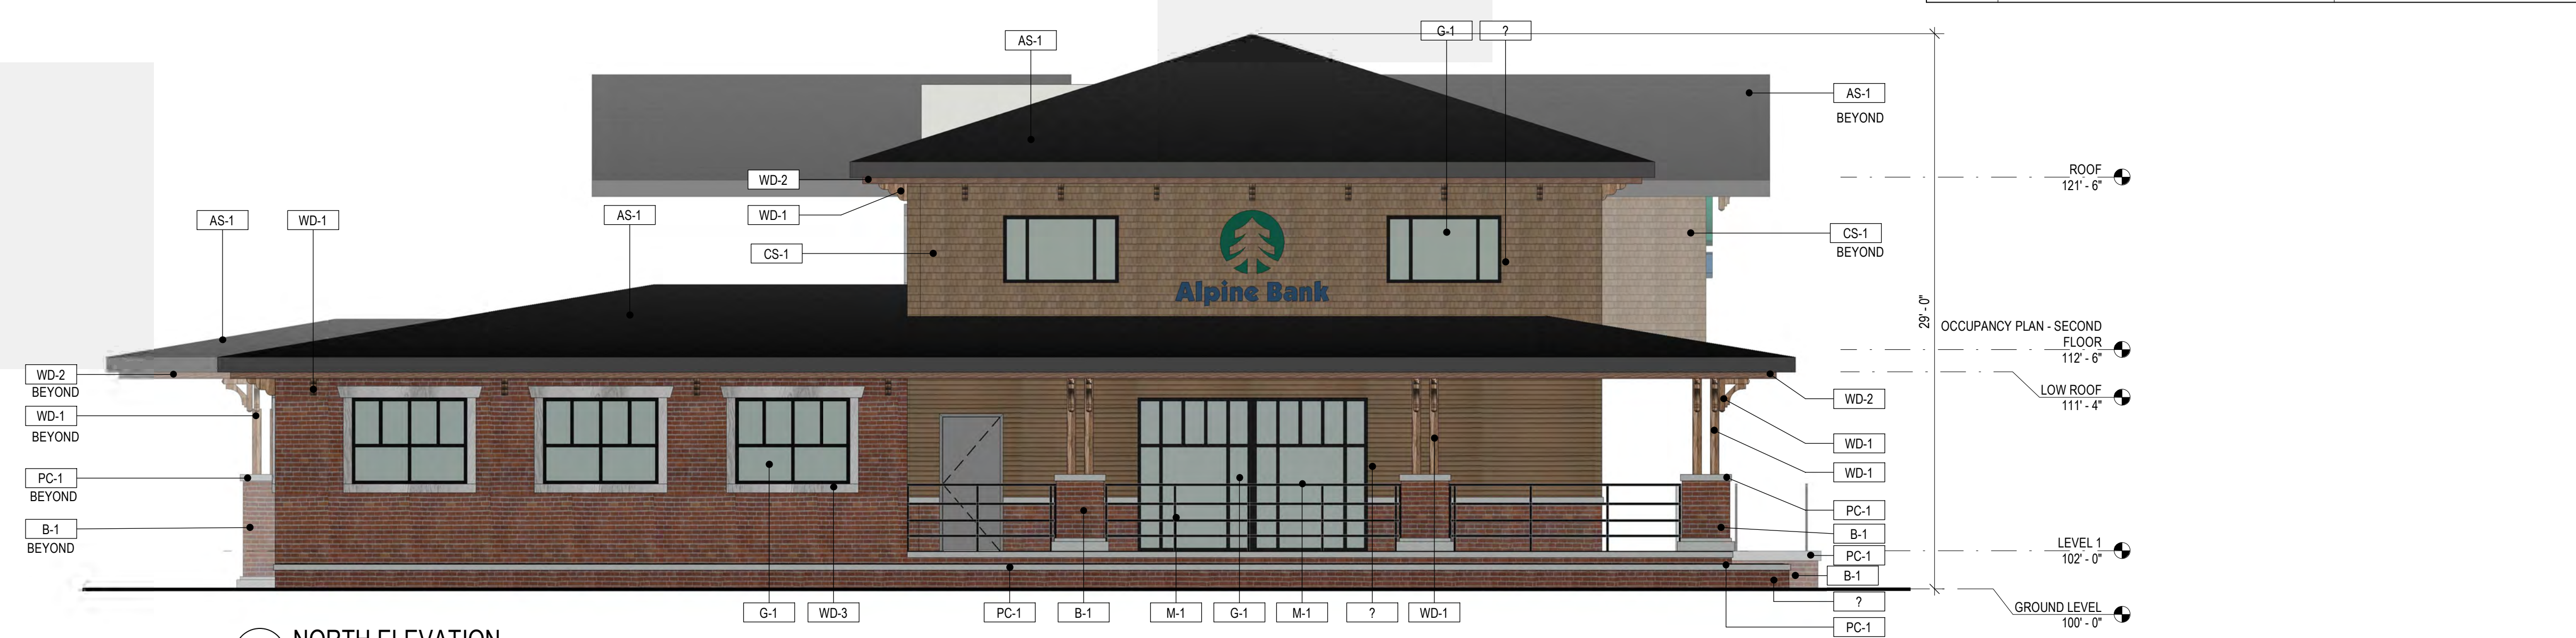 G-1
?
AS-1
AS-1
BEYOND
ROOF
121' - 6"
WD-2
WD-1
AS-1
WD-1
AS-1
CS-1
CS-1
BEYOND
Alpine Bank
29' - 0"
OCCUPANCY PLAN - SECOND
FLOOR
112' - 6"
WD-2
BEYOND
LOW ROOF
111' - 4"
WD-2
WD-1
BEYOND
WD-1
WD-1
PC-1
BEYOND
PC-1
B-1
BEYOND
B-1
PC-1
LEVEL 1
102' - 0"
B-1
?
G-1
WD-3
PC-1
B-1
M-1
G-1
M-1
?
WD-1
PC-1
GROUND LEVEL
100' - 0"
NORTH ELEVATION